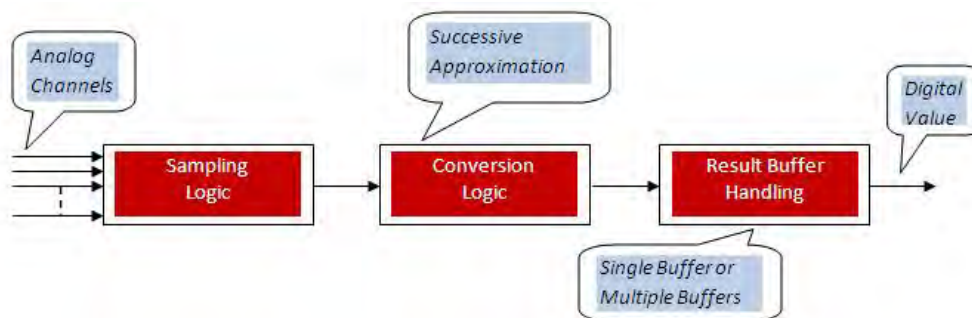 Analog
Channels
Successive
Approximation
Digital
Value
Sampling
Logic
Conversion
Logic
Result Buffer
Handling
Single Buffer or
Multiple Buffers